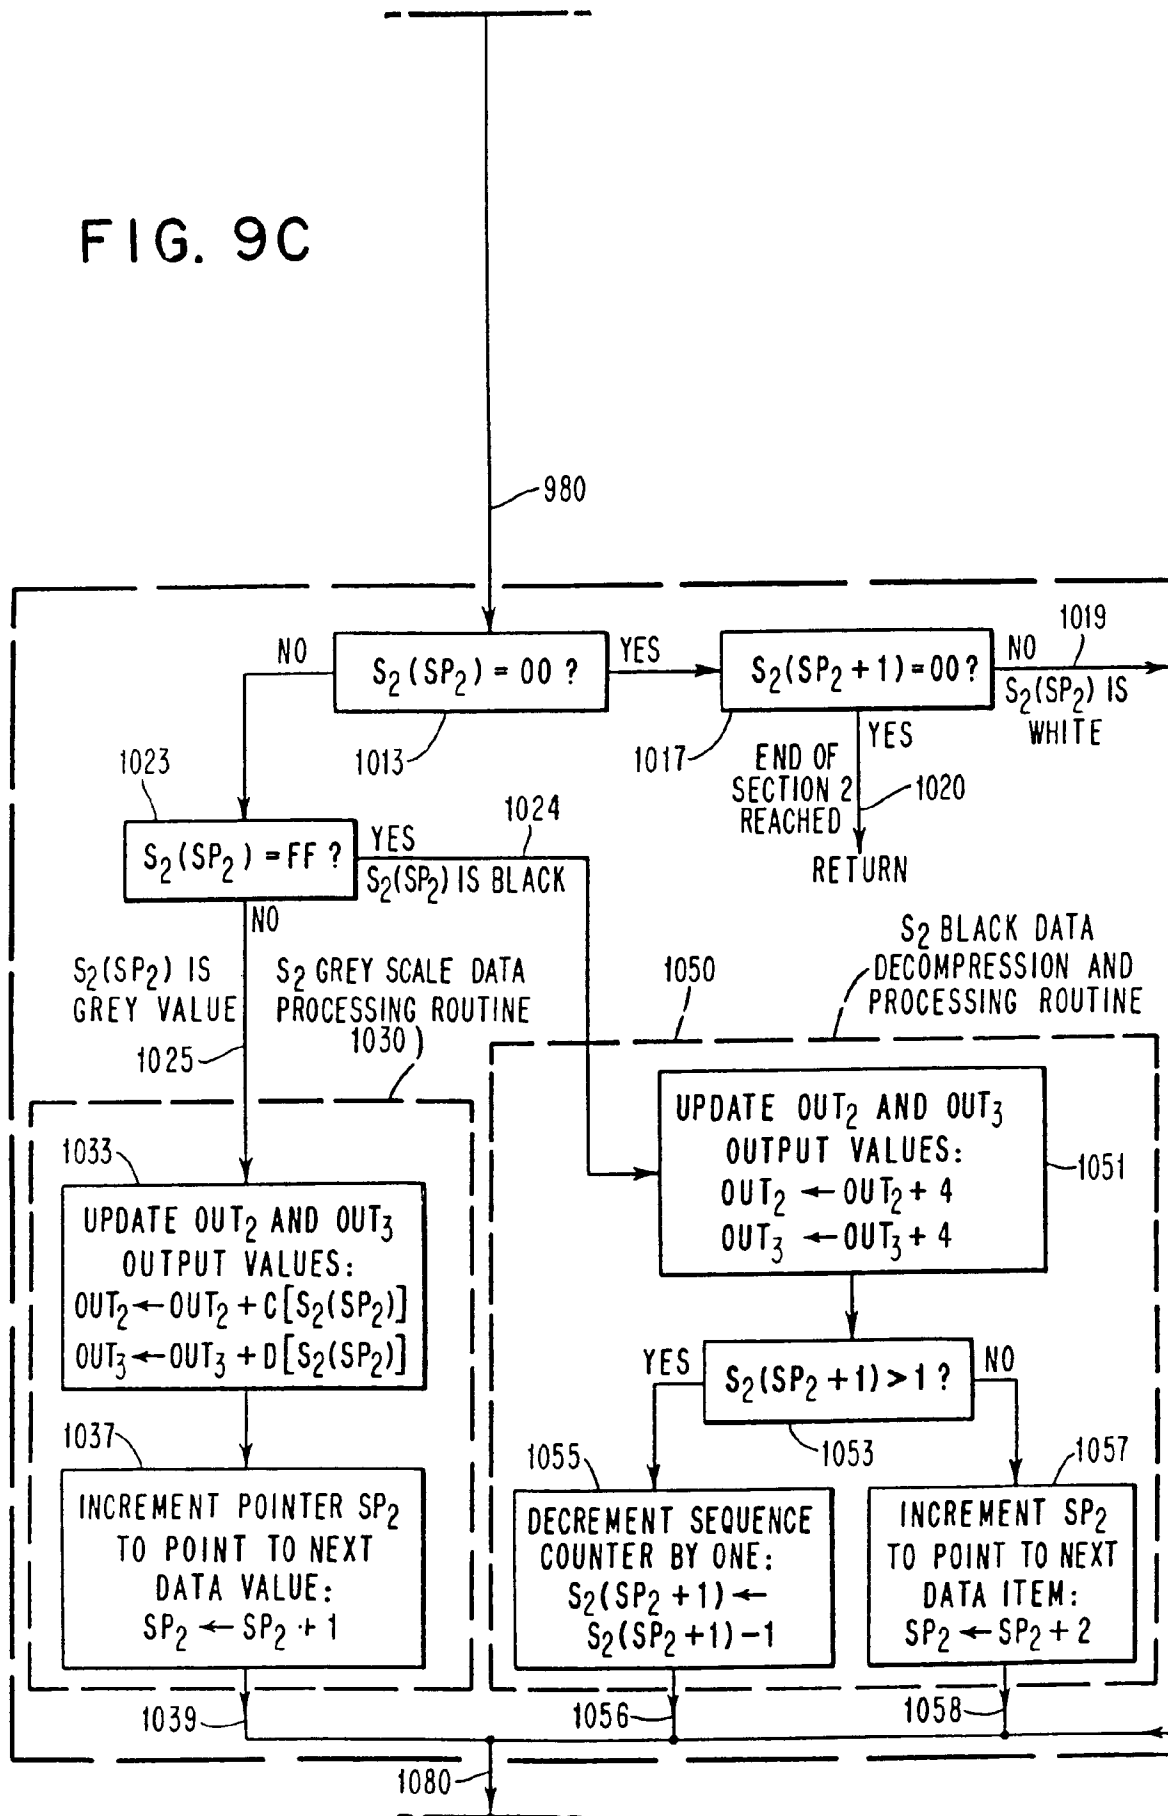 FIG. 9C
980
NO
S₂(SP₂) = 00 ?
YES
1013
S₂(SP₂+1) = 00 ?
1017
NO
1019
S₂(SP₂) IS
WHITE
YES
END OF
SECTION 2
REACHED
1020
RETURN
1023
S₂(SP₂) = FF ?
YES
1024
S₂(SP₂) IS BLACK
NO
S₂(SP₂) IS
GREY VALUE
1025
S₂ GREY SCALE DATA
PROCESSING ROUTINE
1030
1050
S₂ BLACK DATA
DECOMPRESSION AND
PROCESSING ROUTINE
1033
UPDATE OUT₂ AND OUT₃
OUTPUT VALUES:
OUT₂ ← OUT₂ + C[S₂(SP₂)]
OUT₃ ← OUT₃ + D[S₂(SP₂)]
1037
INCREMENT POINTER SP₂
TO POINT TO NEXT
DATA VALUE:
SP₂ ← SP₂ + 1
1039
UPDATE OUT₂ AND OUT₃
OUTPUT VALUES:
OUT₂ ← OUT₂ + 4
OUT₃ ← OUT₃ + 4
1051
YES
S₂(SP₂+1) > 1 ?
NO
1053
1055
DECREMENT SEQUENCE
COUNTER BY ONE:
S₂(SP₂+1) ←
S₂(SP₂+1) – 1
1056
1057
INCREMENT SP₂
TO POINT TO NEXT
DATA ITEM:
SP₂ ← SP₂ + 2
1058
1080